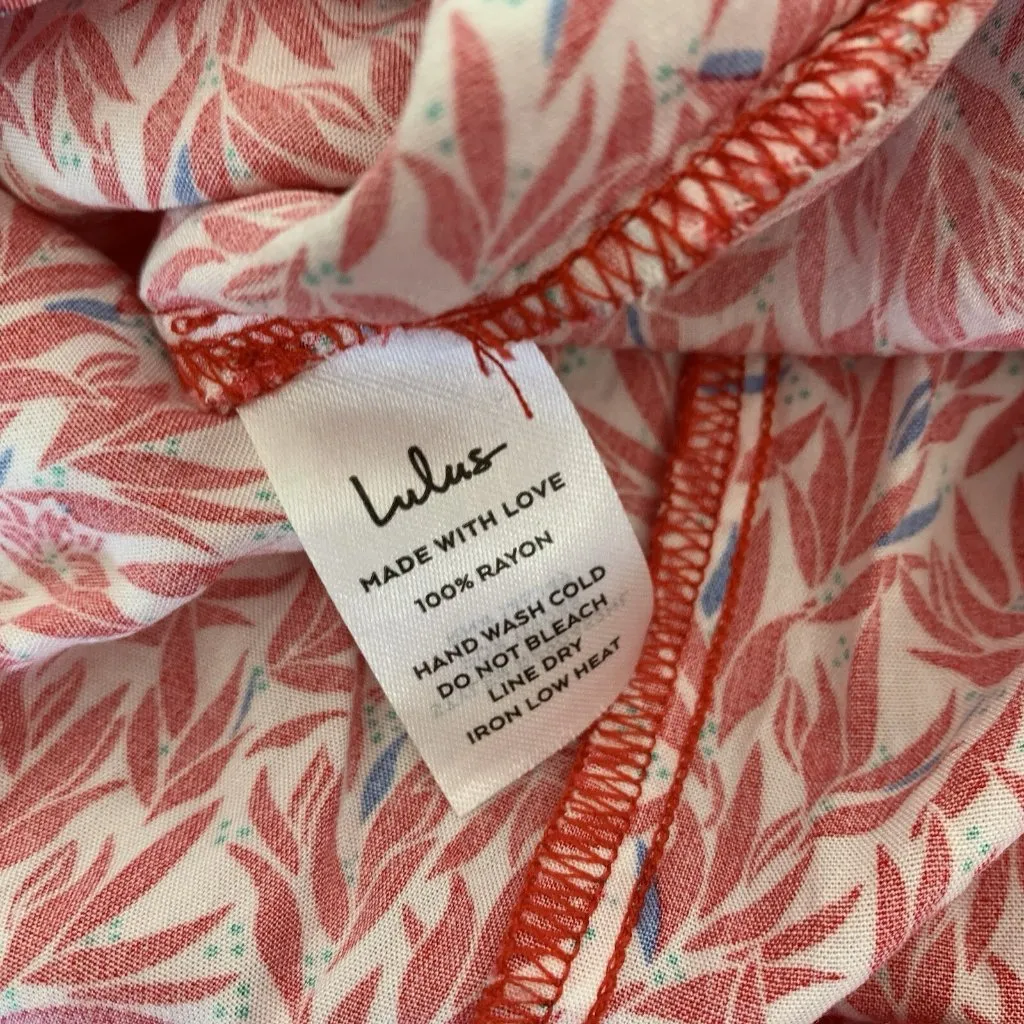 Lulus
MADE WITH LOVE
100% RAYON
HAND WASH COLD
DO NOT BLEACH
LINE DRY
IRON LOW HEAT